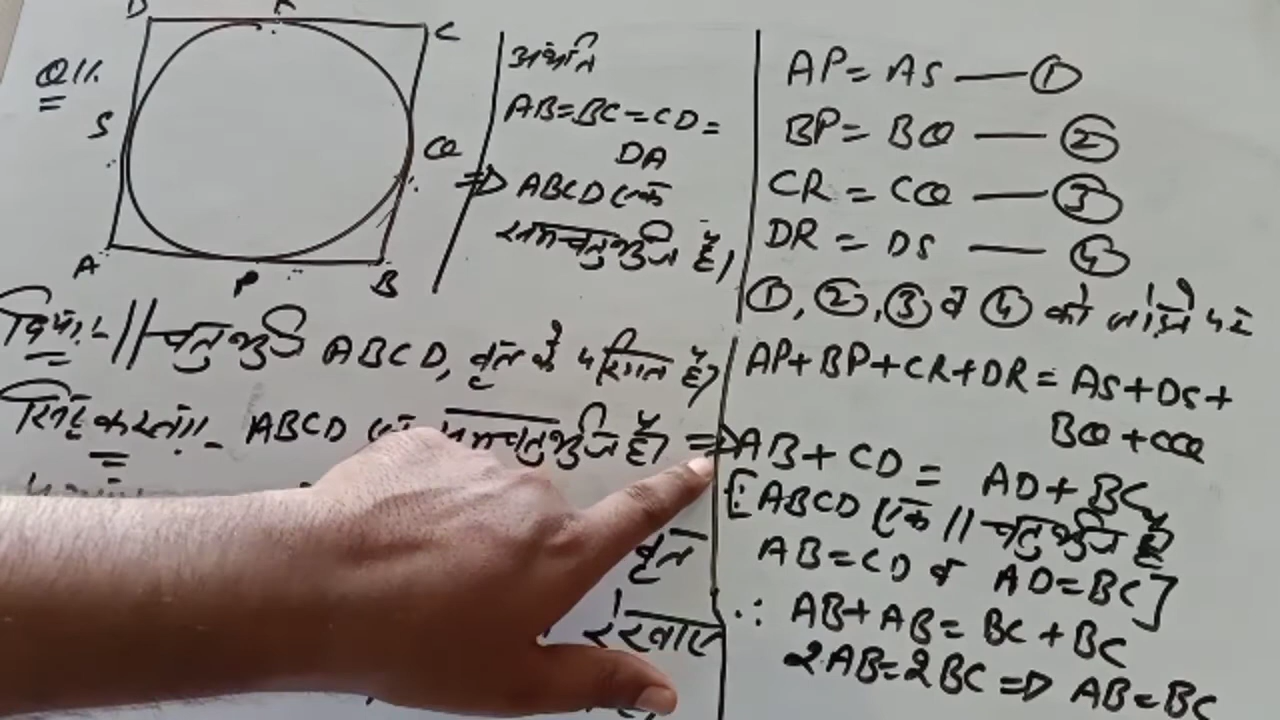 Q11.
D
C
S
Q
A
P
B
अर्थात
AB=BC=CD=
DA
=> ABCD एक
समचतुर्भुज है।
दिया:- ||चतुर्भुज ABCD, वृत के परिगत है।
सिद्ध करना:- ABCD है।
वृत
रेखाए
AP = AS — ①
BP = BQ — ②
CR = CQ — ③
DR = DS — ④
①, ②, ③ व ④ को जोड़ने पर
AP+BP+CR+DR = AS+DS+
BQ+CQ
=> AB+CD = AD+BC
[∵ ABCD एक || चतुर्भुज है
AB=CD व AD=BC]
∴ AB+AB = BC+BC
2AB=2BC => AB=BC